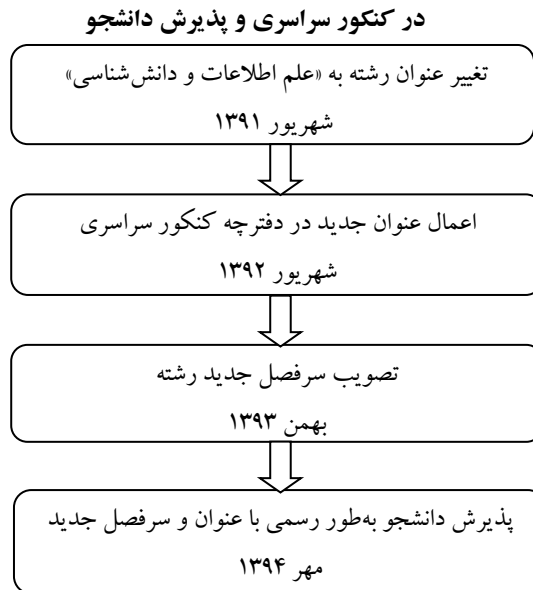 در کنکور سراسری و پذیرش دانشجو
تغییر عنوان رشته به «علم اطلاعات و دانش‌شناسی»
شهریور ۱۳۹۱
اعمال عنوان جدید در دفترچه کنکور سراسری
شهریور ۱۳۹۲
تصویب سرفصل جدید رشته
بهمن ۱۳۹۳
پذیرش دانشجو به‌طور رسمی با عنوان و سرفصل جدید
مهر ۱۳۹۴